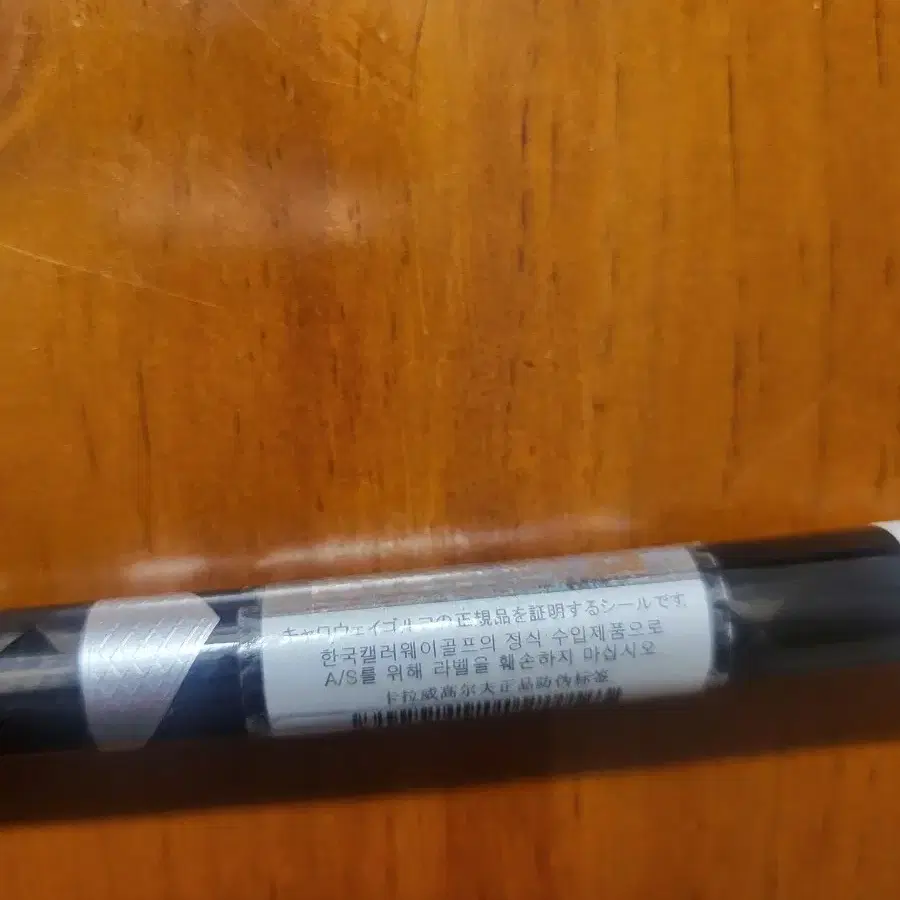 キャロウェイゴルフの正規品を証明するシールです。
한국캘러웨이골프의 정식 수입제품으로
A/S를 위해 라벨을 훼손하지 마십시오
卡拉威高尔夫正品防伪标签